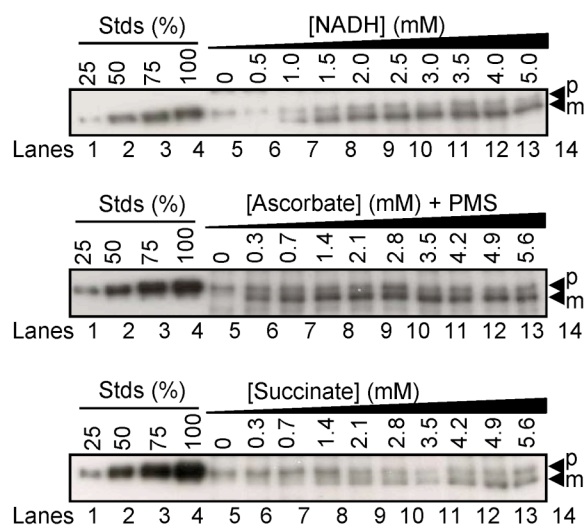 Stds (%) [NADH] (mM)
25 50 75 100 0 0.5 1.0 1.5 2.0 2.5 3.0 3.5 4.0 5.0
p
m
Lanes 1 2 3 4 5 6 7 8 9 10 11 12 13 14
Stds (%) [Ascorbate] (mM) + PMS
25 50 75 100 0 0.3 0.7 1.4 2.1 2.8 3.5 4.2 4.9 5.6
p
m
Lanes 1 2 3 4 5 6 7 8 9 10 11 12 13 14
Stds (%) [Succinate] (mM)
25 50 75 100 0 0.3 0.7 1.4 2.1 2.8 3.5 4.2 4.9 5.6
p
m
Lanes 1 2 3 4 5 6 7 8 9 10 11 12 13 14